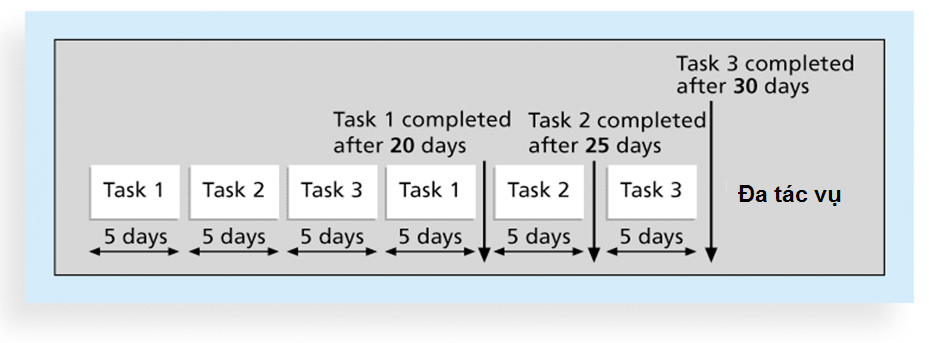 Task 3 completed
after 30 days
Task 1 completed
after 20 days
Task 2 completed
after 25 days
Task 1
Task 2
Task 3
Task 1
Task 2
Task 3
Đa tác vụ
5 days
5 days
5 days
5 days
5 days
5 days